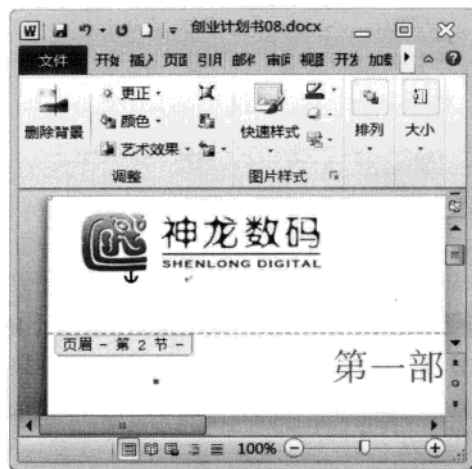 W 创业计划书08.docx
文件 开始 插入 页面 引用 邮件 审阅 视图 开发 加载
更正
删除背景 颜色 快速样式 排列 大小
艺术效果
调整 图片样式
神龙数码
SHENLONG DIGITAL
页眉 - 第 2 节 -
第一部
100%